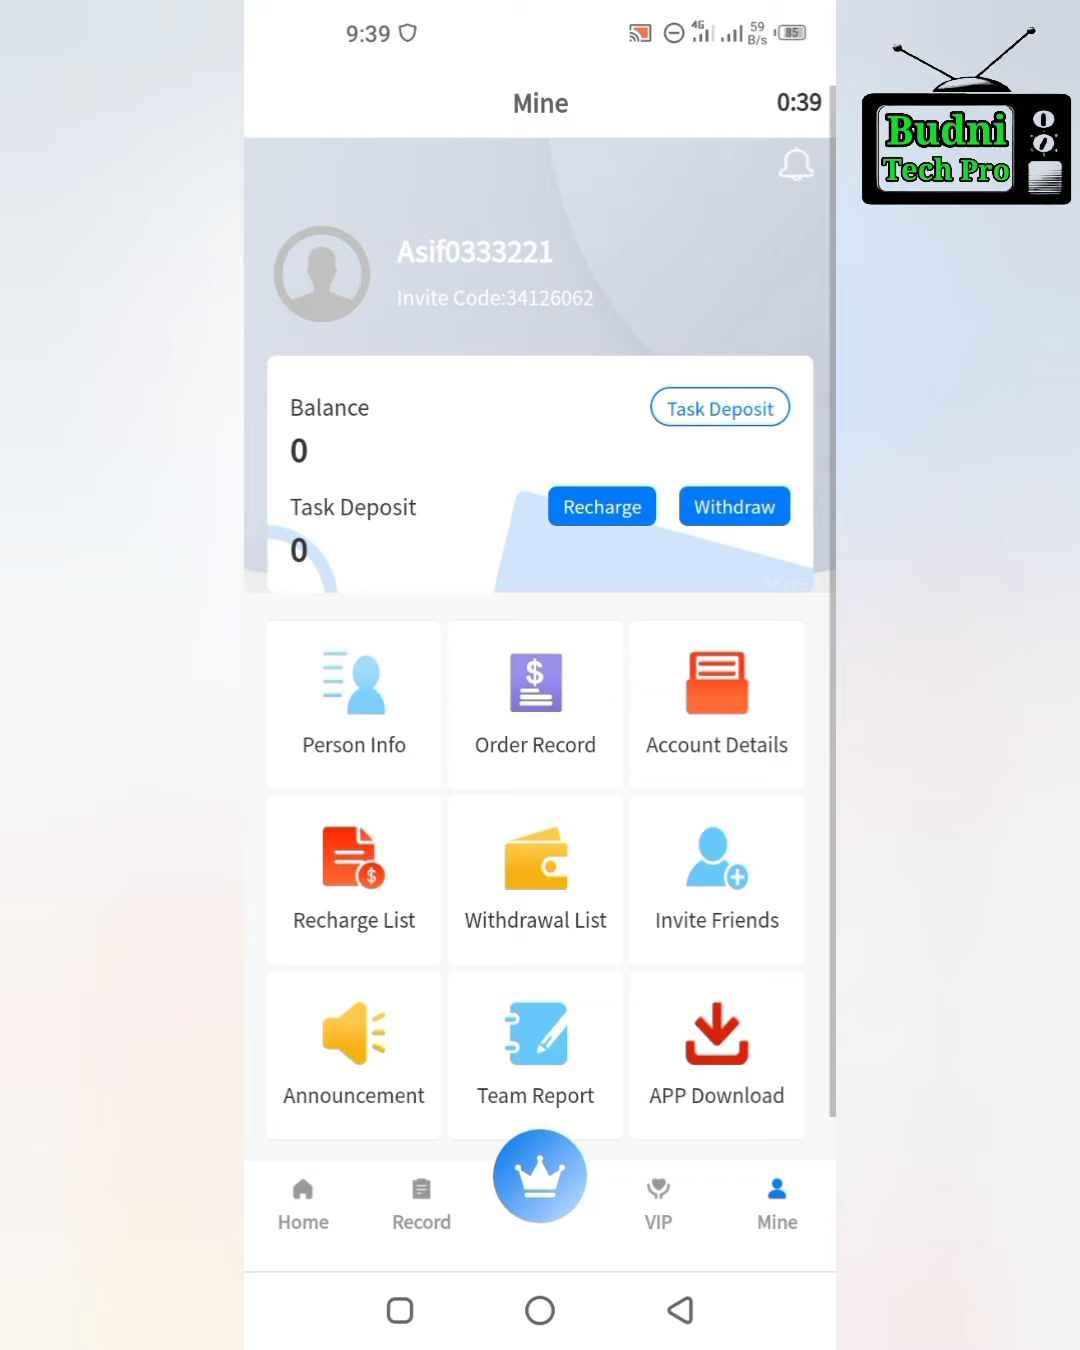 9:39
4G
59
B/s
85
Mine
0:39
Budni
Tech Pro
Asif0333221
Invite Code:34126062
Balance
Task Deposit
0
Task Deposit
Recharge
Withdraw
0
VIP
Person Info
Order Record
Account Details
$
Recharge List
Withdrawal List
Invite Friends
Announcement
Team Report
APP Download
Home
Record
VIP
Mine